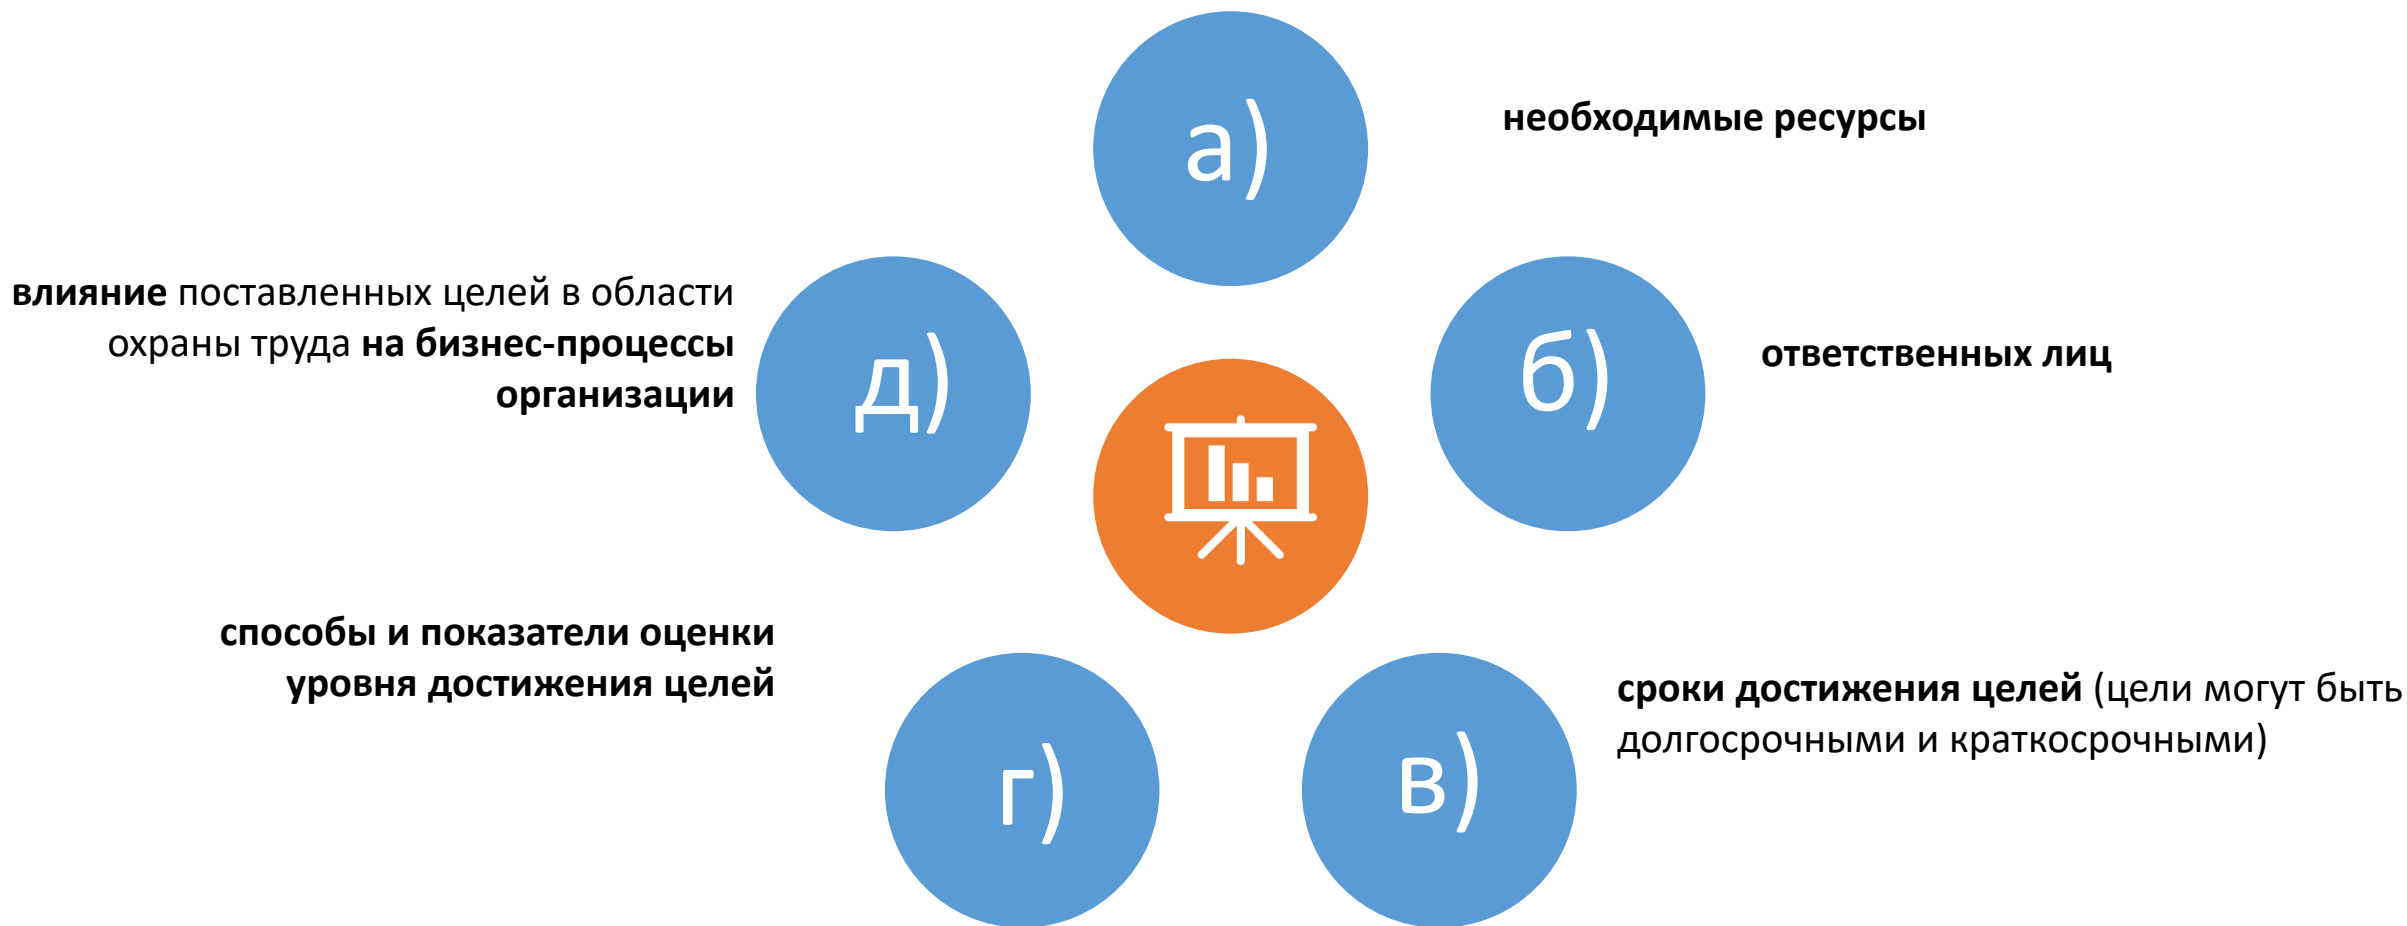 а)
необходимые ресурсы
б)
ответственных лиц
в)
сроки достижения целей (цели могут быть
долгосрочными и краткосрочными)
г)
способы и показатели оценки
уровня достижения целей
д)
влияние поставленных целей в области
охраны труда на бизнес-процессы
организации